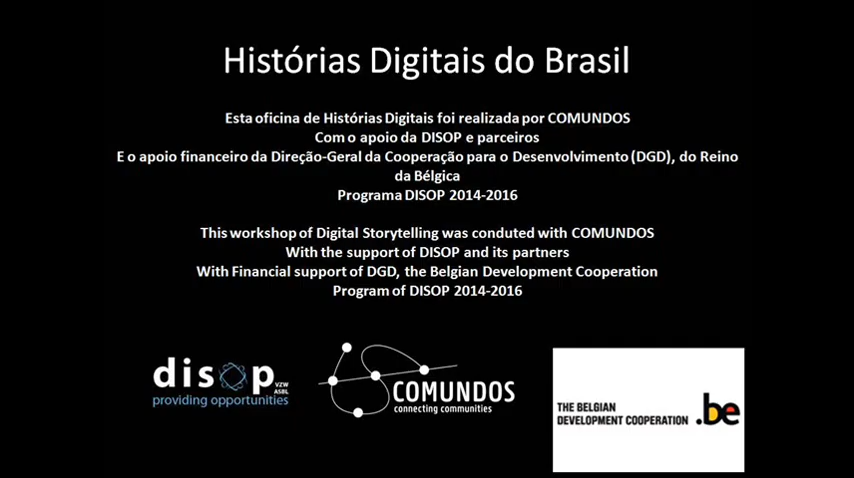 Histórias Digitais do Brasil
Esta oficina de Histórias Digitais foi realizada por COMUNDOS
Com o apoio da DISOP e parceiros
E o apoio financeiro da Direção-Geral da Cooperação para o Desenvolvimento (DGD), do Reino
da Bélgica
Programa DISOP 2014-2016
This workshop of Digital Storytelling was conduted with COMUNDOS
With the support of DISOP and its partners
With Financial support of DGD, the Belgian Development Cooperation
Program of DISOP 2014-2016
disop VZW ASBL
providing opportunities
COMUNDOS
connecting communities
THE BELGIAN
DEVELOPMENT COOPERATION .be